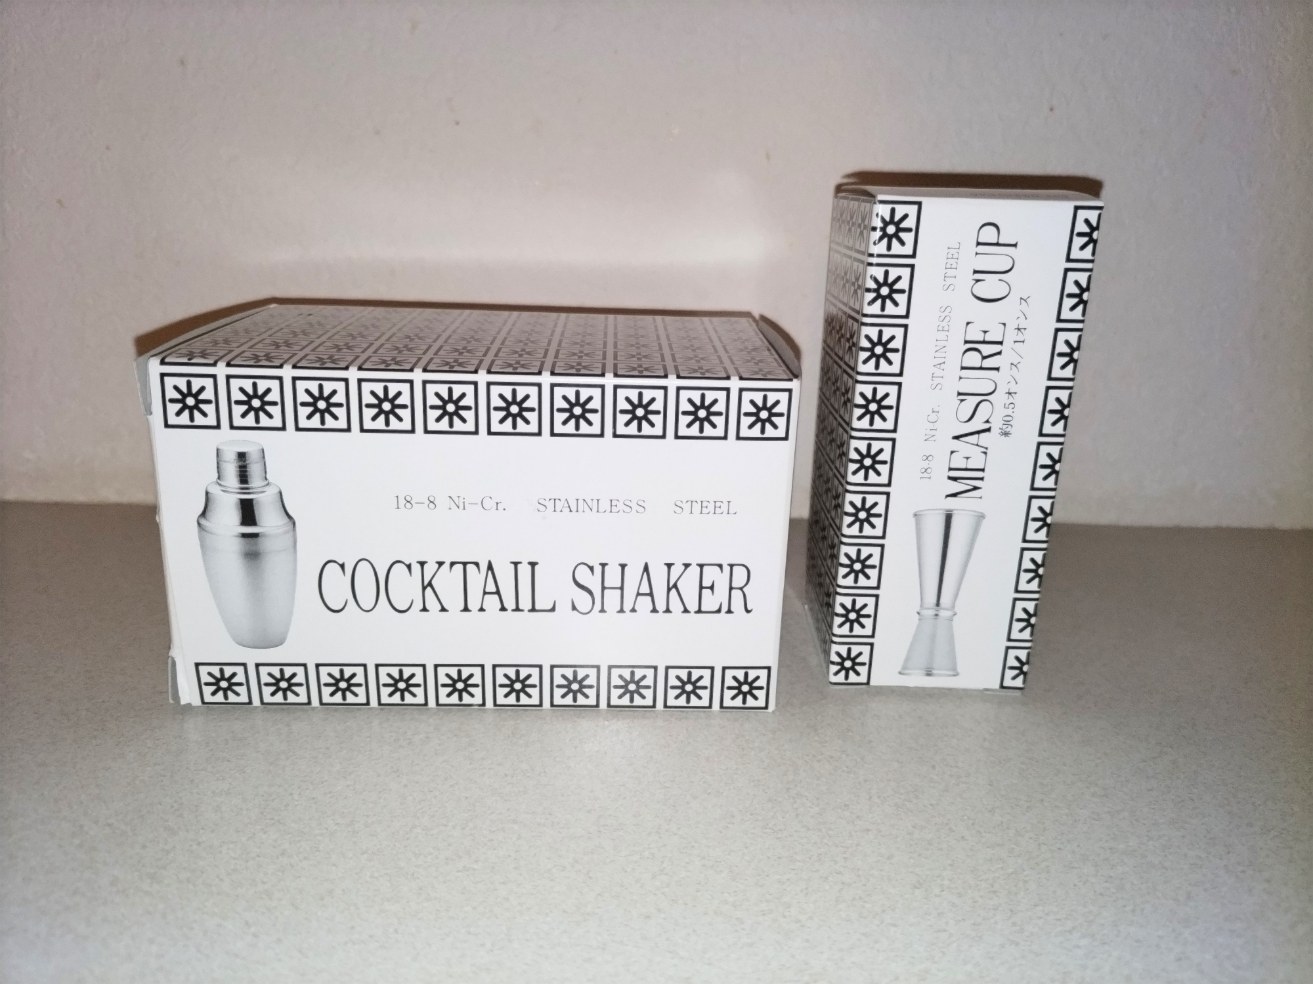 18-8 Ni-Cr. STAINLESS STEEL
COCKTAIL SHAKER
18-8 Ni-Cr. STAINLESS STEEL
MEASURE CUP
約0.5オンス/1オンス